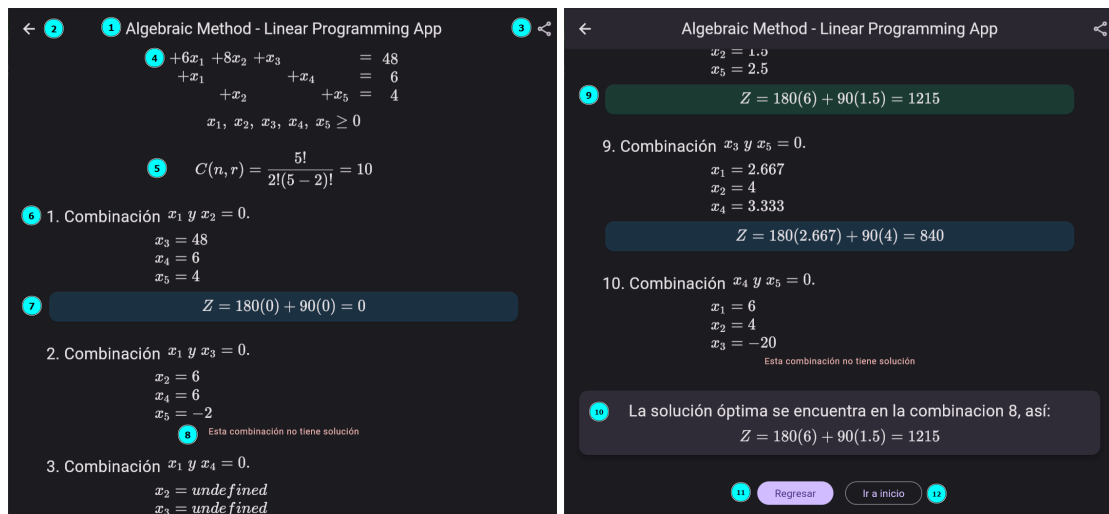 2 1 Algebraic Method - Linear Programming App 3
4 +6x₁ +8x₂ +x₃ = 48
+x₁ +x₄ = 6
+x₂ +x₅ = 4
x₁, x₂, x₃, x₄, x₅ ≥ 0
5 C(n, r) = 5! / 2!(5 − 2)! = 10
6 1. Combinación x₁ y x₂ = 0.
x₃ = 48
x₄ = 6
x₅ = 4
7 Z = 180(0) + 90(0) = 0
2. Combinación x₁ y x₃ = 0.
x₂ = 6
x₄ = 6
x₅ = −2
8 Esta combinación no tiene solución
3. Combinación x₁ y x₄ = 0.
x₂ = undefined
x₃ = undefined
Algebraic Method - Linear Programming App
x₂ = 1.5
x₅ = 2.5
9 Z = 180(6) + 90(1.5) = 1215
9. Combinación x₃ y x₅ = 0.
x₁ = 2.667
x₂ = 4
x₄ = 3.333
Z = 180(2.667) + 90(4) = 840
10. Combinación x₄ y x₅ = 0.
x₁ = 6
x₂ = 4
x₃ = −20
Esta combinación no tiene solución
10 La solución óptima se encuentra en la combinacion 8, así:
Z = 180(6) + 90(1.5) = 1215
11 Regresar Ir a inicio 12